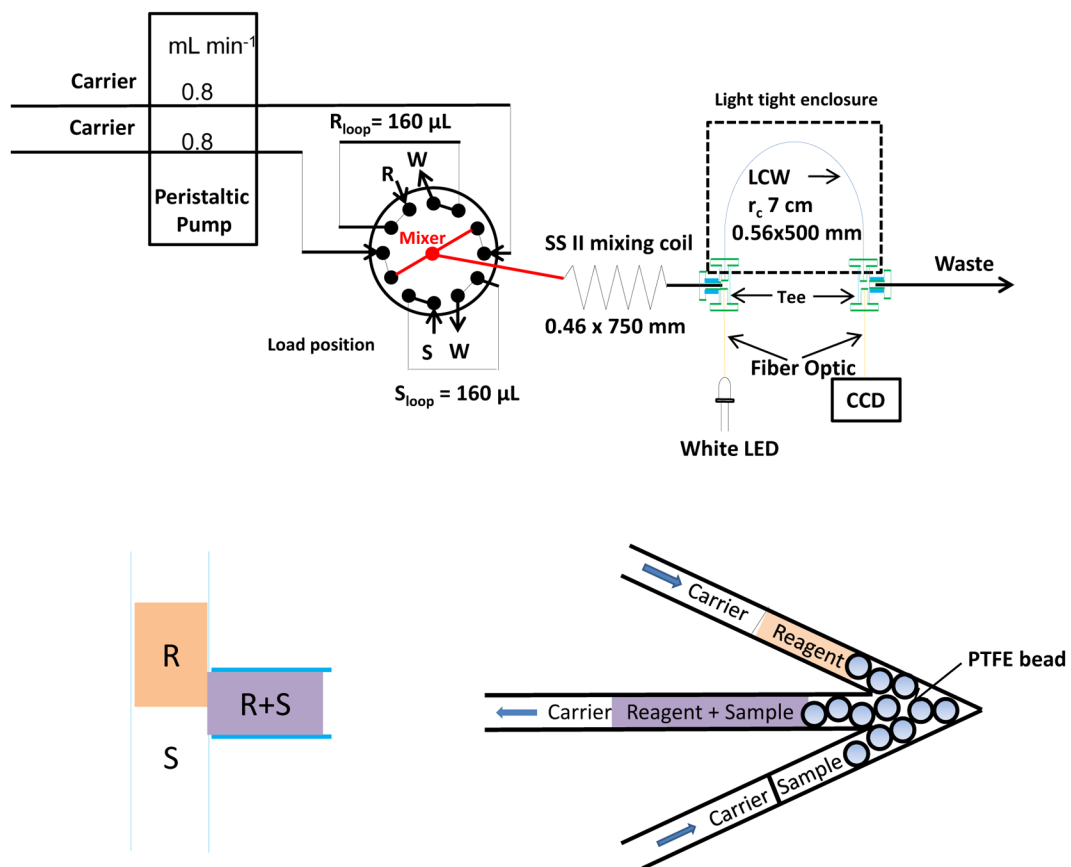 mL min-1
Carrier
0.8
Carrier
0.8
Peristaltic
Pump
Rloop= 160 µL
W
R
Mixer
Load position
S
W
Sloop = 160 µL
SS II mixing coil
0.46 x 750 mm
Light tight enclosure
LCW
rc 7 cm
0.56x500 mm
Waste
Tee
Fiber Optic
CCD
White LED
R
R+S
S
Carrier
Reagent
PTFE bead
Carrier
Reagent + Sample
Carrier
Sample